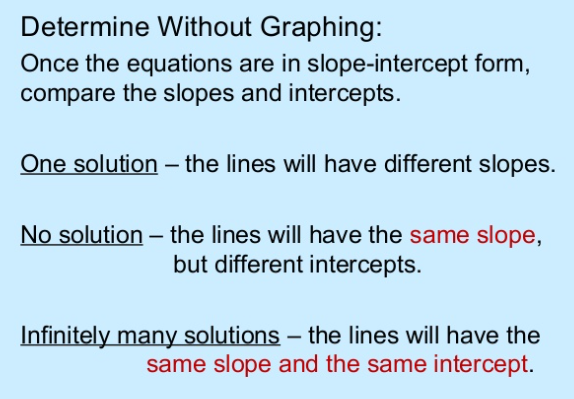 Determine Without Graphing:
Once the equations are in slope-intercept form,
compare the slopes and intercepts.
One solution – the lines will have different slopes.
No solution – the lines will have the same slope,
but different intercepts.
Infinitely many solutions – the lines will have the
same slope and the same intercept.